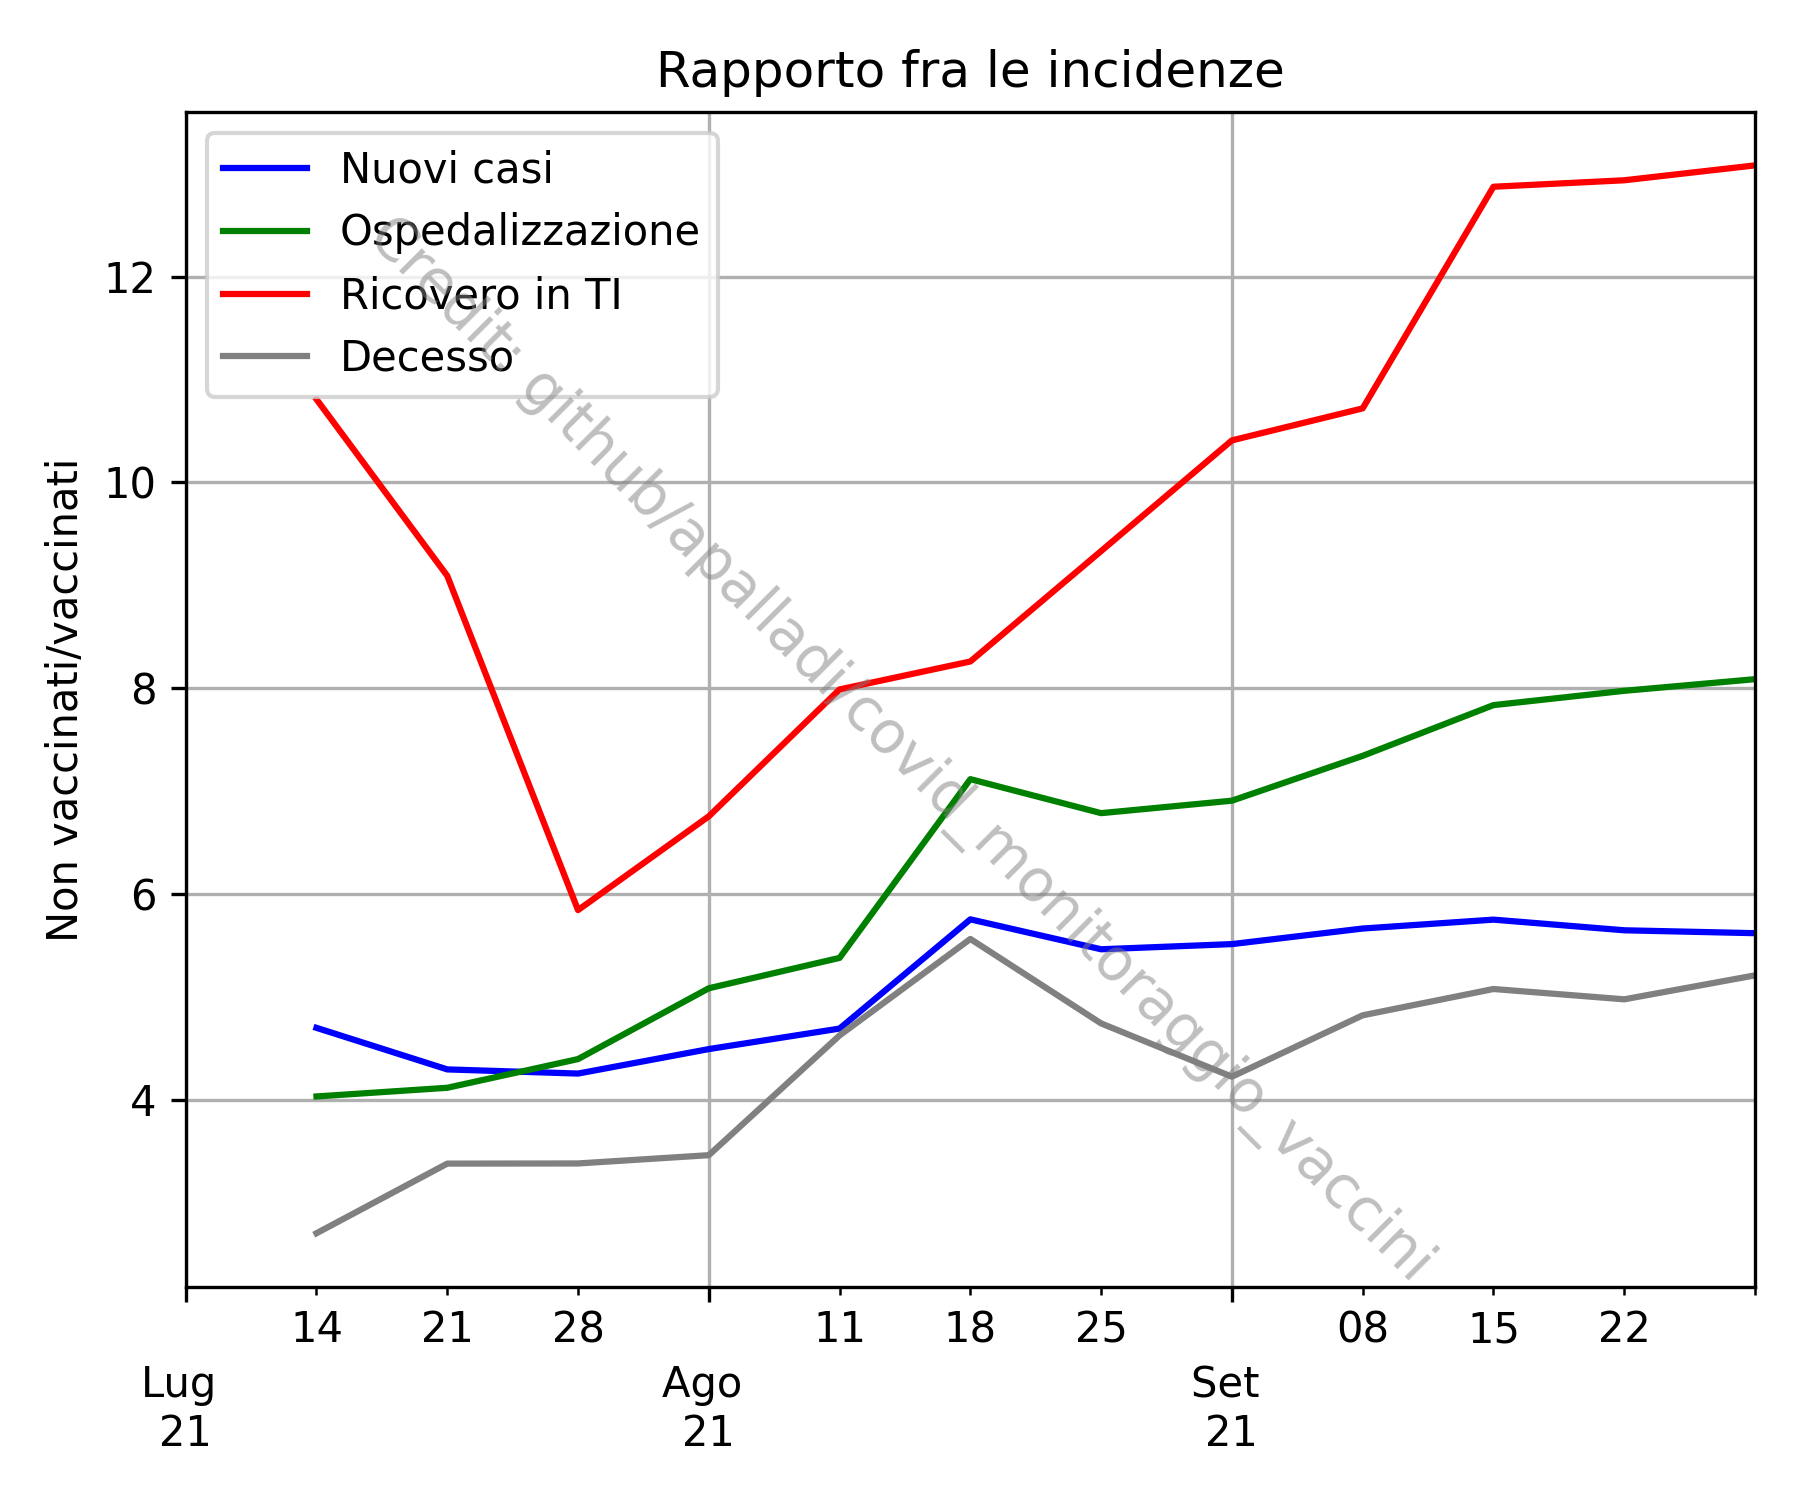 Rapporto fra le incidenze
Nuovi casi
Ospedalizzazione
Ricovero in TI
Decesso
Credit: github/apalladi/covid_monitoraggio_vaccini
Non vaccinati/vaccinati
12
10
8
6
4
14 21 28 11 18 25 08 15 22
Lug Ago Set
21 21 21